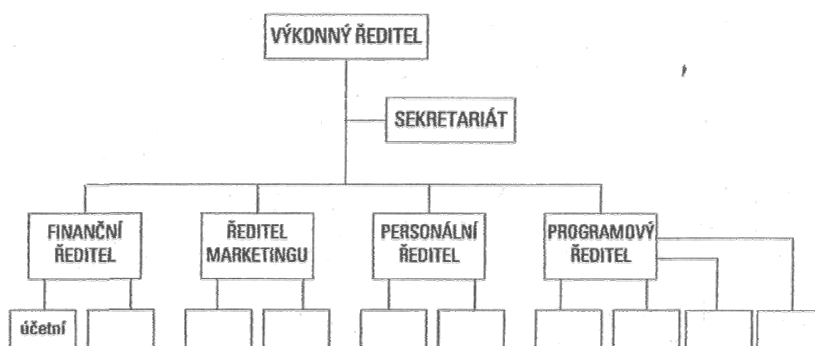 VÝKONNÝ ŘEDITEL
SEKRETARIÁT
FINANČNÍ
ŘEDITEL
ŘEDITEL
MARKETINGU
PERSONÁLNÍ
ŘEDITEL
PROGRAMOVÝ
ŘEDITEL
účetní